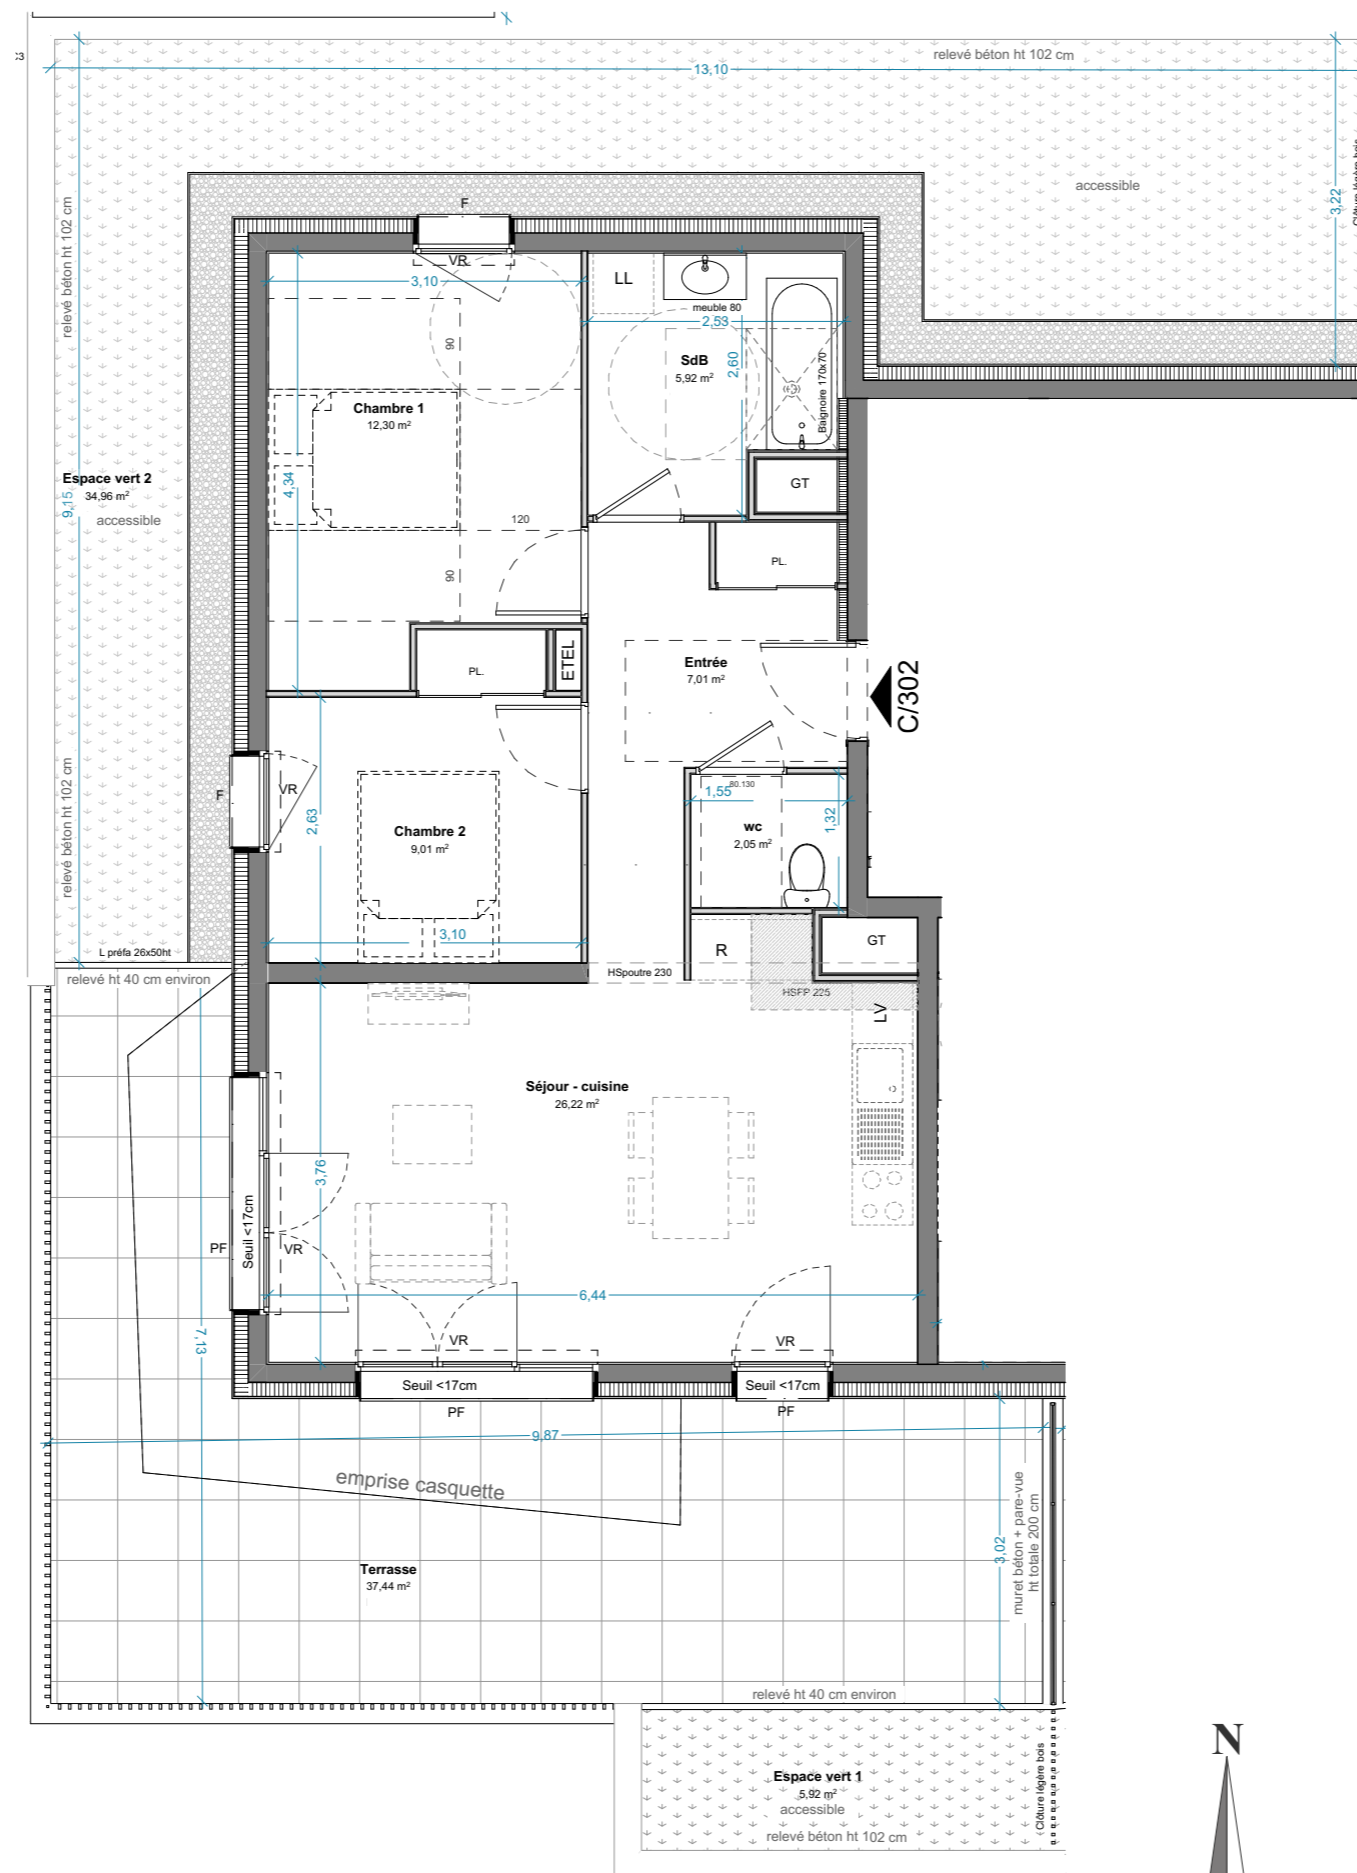 relevé béton ht 102 cm
13,10
accessible
3,22
relevé béton ht 102 cm
F
VR
3,10
LL
meuble 80
2,53
SdB
5,92 m²
2,60
Baignoire 170x70
90
Chambre 1
12,30 m²
4,34
Espace vert 2
34,96 m²
9,15
accessible
GT
120
PL.
90
ETEL
PL.
Entrée
7,01 m²
C/302
relevé béton ht 102 cm
F
VR
2,63
80.130
1,55
1,32
wc
2,05 m²
Chambre 2
9,01 m²
3,10
L préfa 26x50ht
relevé ht 40 cm environ
R
GT
HSpoutre 230
HSFP 225
LV
Séjour - cuisine
26,22 m²
3,76
Seuil <17cm
PF
VR
6,44
7,13
VR
VR
Seuil <17cm
Seuil <17cm
PF
PF
9,87
emprise casquette
muret béton + pare-vue
ht totale 200 cm
3,02
Terrasse
37,44 m²
relevé ht 40 cm environ
N
Clôture légère bois
Espace vert 1
5,92 m²
accessible
relevé béton ht 102 cm